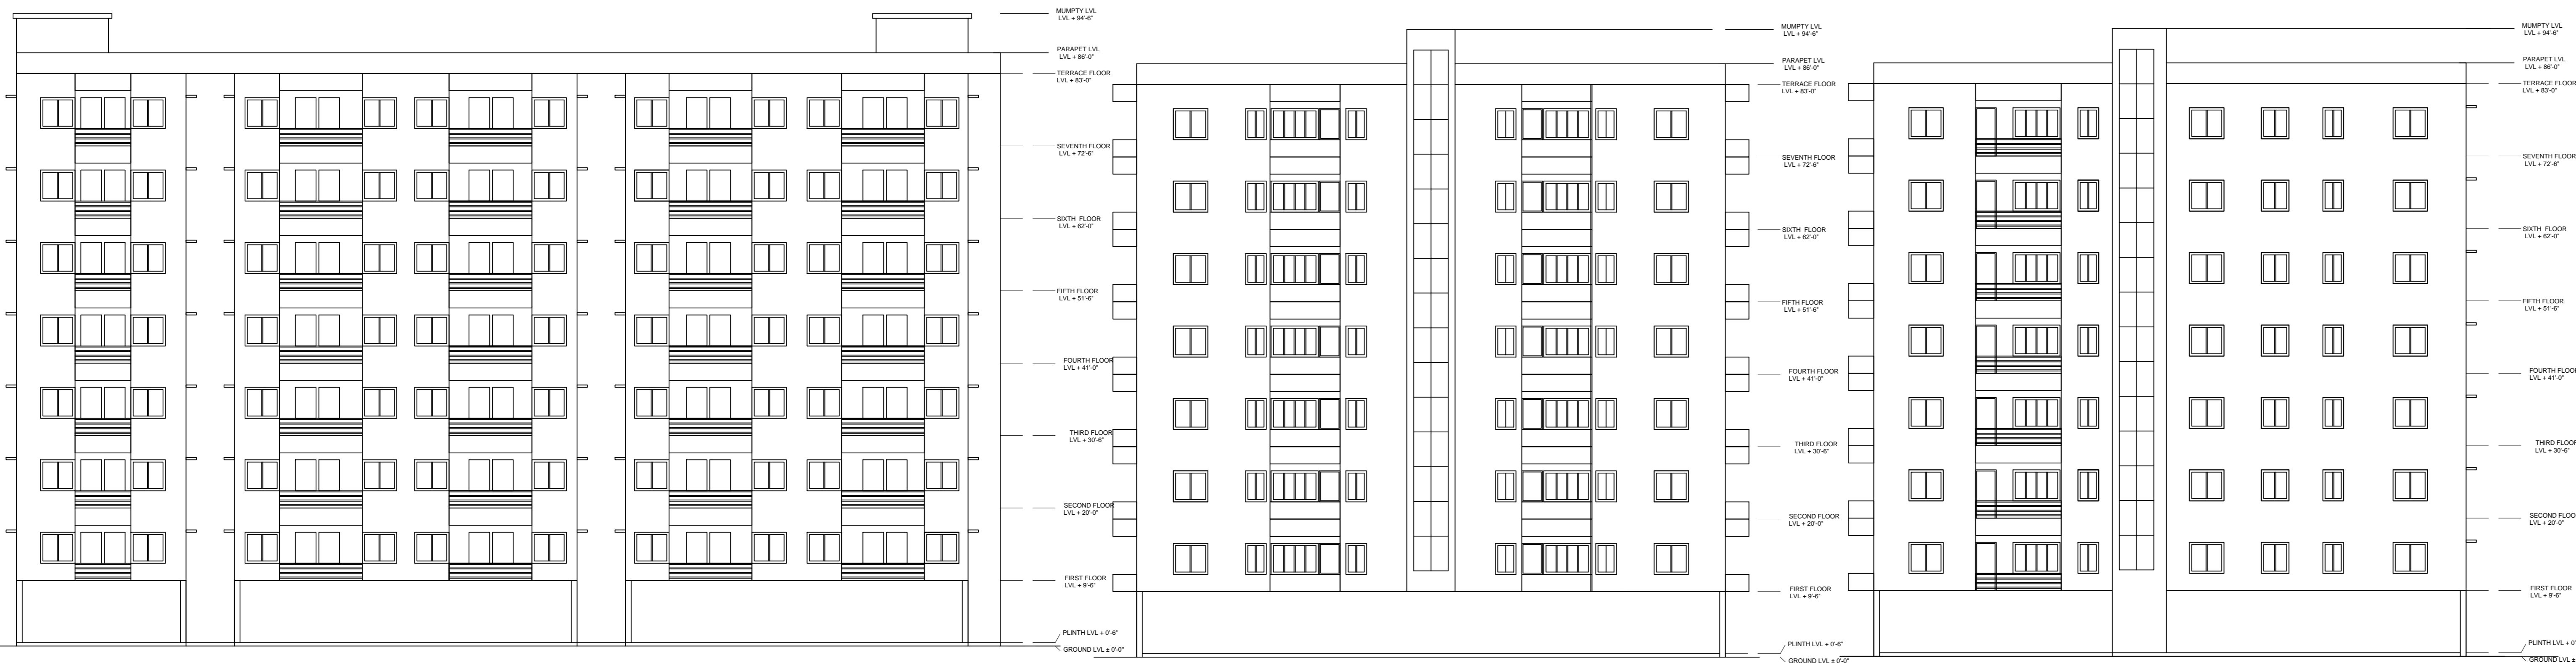 MUMPTY LVL
LVL + 94'-6"
PARAPET LVL
LVL + 86'-0"
TERRACE FLOOR
LVL + 83'-0"
SEVENTH FLOOR
LVL + 72'-6"
SIXTH FLOOR
LVL + 62'-0"
FIFTH FLOOR
LVL + 51'-6"
FOURTH FLOOR
LVL + 41'-0"
THIRD FLOOR
LVL + 30'-6"
SECOND FLOOR
LVL + 20'-0"
FIRST FLOOR
LVL + 9'-6"
PLINTH LVL + 0'-6"
GROUND LVL ± 0'-0"
MUMPTY LVL
LVL + 94'-6"
PARAPET LVL
LVL + 86'-0"
TERRACE FLOOR
LVL + 83'-0"
SEVENTH FLOOR
LVL + 72'-6"
SIXTH FLOOR
LVL + 62'-0"
FIFTH FLOOR
LVL + 51'-6"
FOURTH FLOOR
LVL + 41'-0"
THIRD FLOOR
LVL + 30'-6"
SECOND FLOOR
LVL + 20'-0"
FIRST FLOOR
LVL + 9'-6"
PLINTH LVL + 0'-6"
GROUND LVL ± 0'-0"
MUMPTY LVL
LVL + 94'-6"
PARAPET LVL
LVL + 86'-0"
TERRACE FLOOR
LVL + 83'-0"
SEVENTH FLOOR
LVL + 72'-6"
SIXTH FLOOR
LVL + 62'-0"
FIFTH FLOOR
LVL + 51'-6"
FOURTH FLOOR
LVL + 41'-0"
THIRD FLOOR
LVL + 30'-6"
SECOND FLOO
LVL + 20'-0"
FIRST FLOOR
LVL + 9'-6"
PLINTH LVL + 0'
GROUND LVL ±